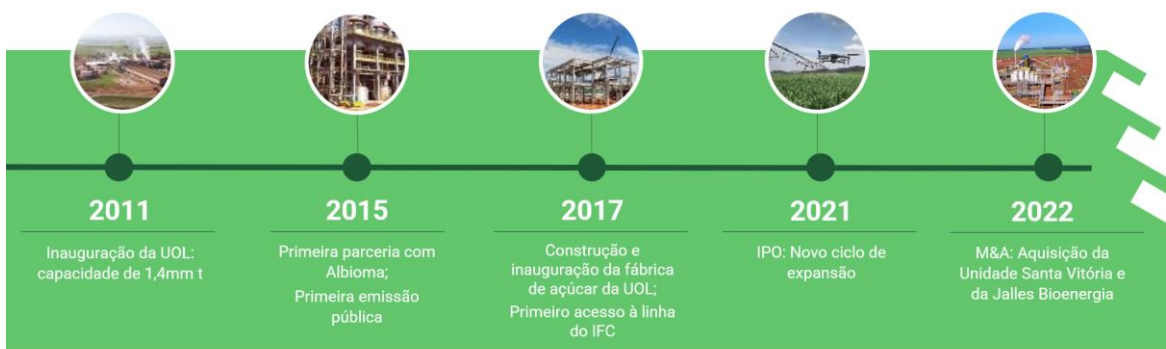 2011
Inauguração da UOL:
capacidade de 1,4mm t
2015
Primeira parceria com
Albioma;
Primeira emissão
pública
2017
Construção e
inauguração da fábrica
de açúcar da UOL;
Primeiro acesso à linha
do IFC
2021
IPO: Novo ciclo de
expansão
2022
M&A: Aquisição da
Unidade Santa Vitória e
da Jalles Bioenergia